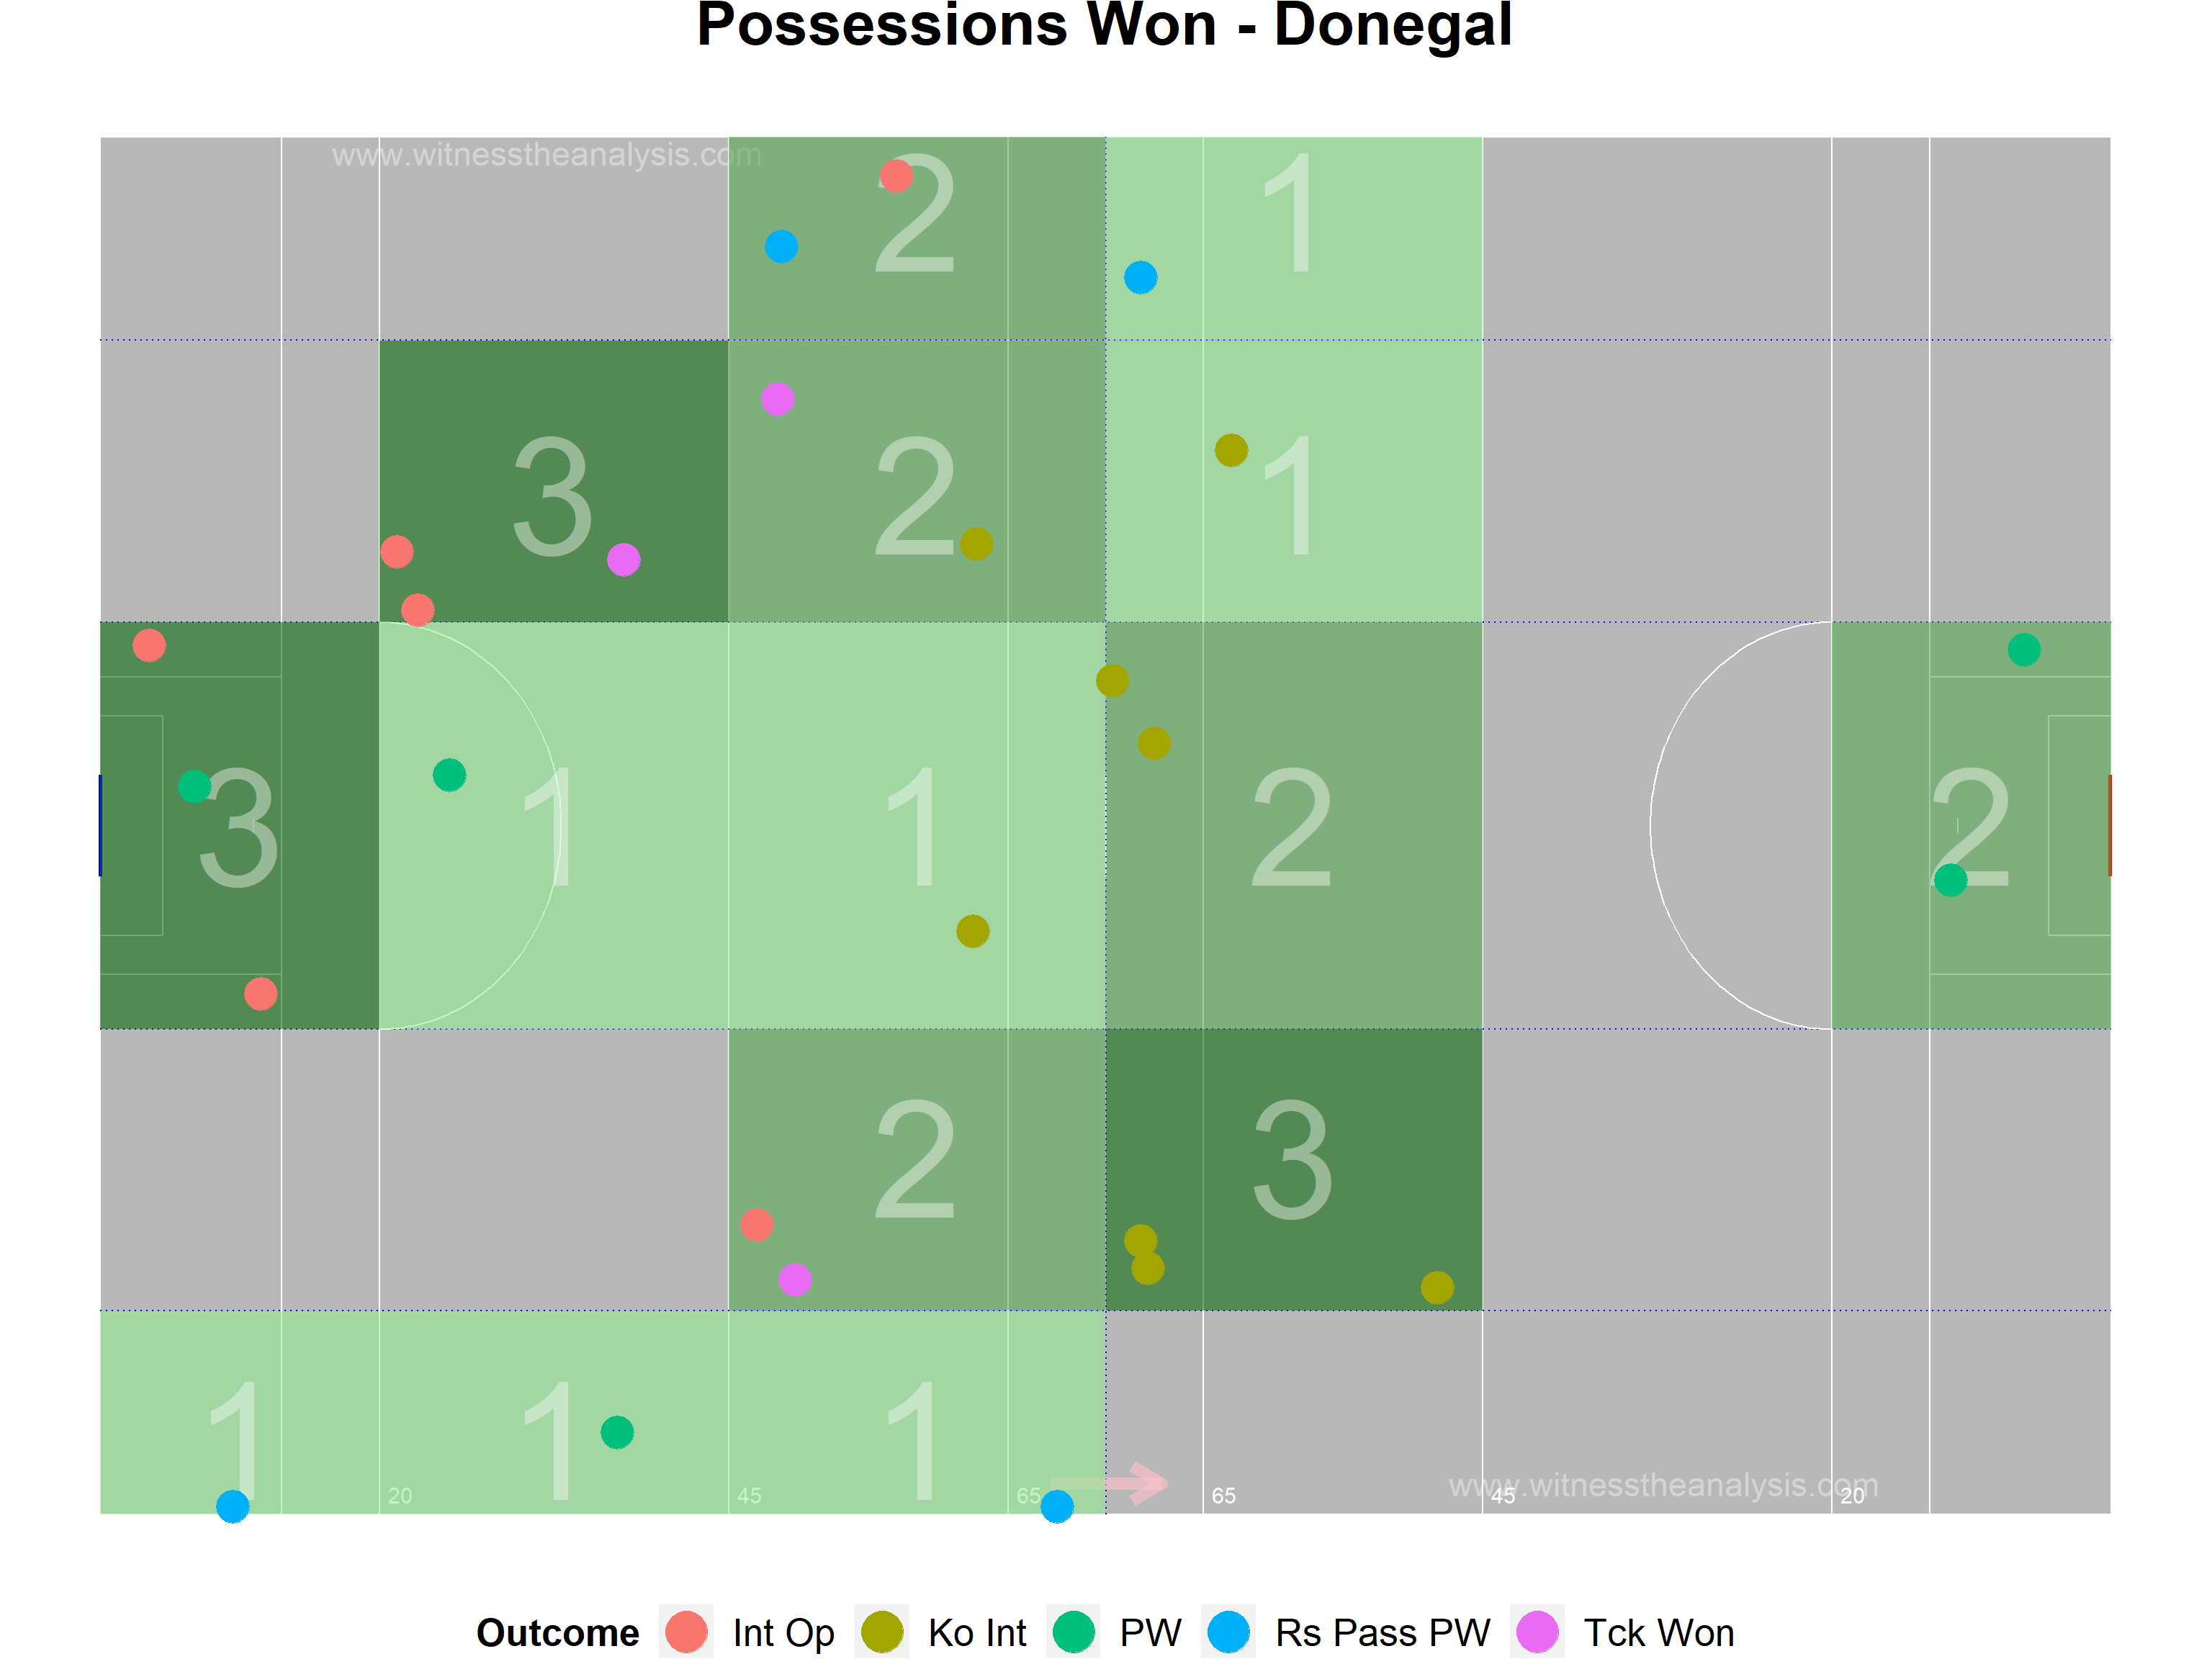 Possessions Won - Donegal
www.witnesstheanalysis.com
2 1
3 2 1
3 1 1 2 2
2 3
1 1 1
www.witnesstheanalysis.com
20 45 65 65 45 20
Outcome Int Op Ko Int PW Rs Pass PW Tck Won